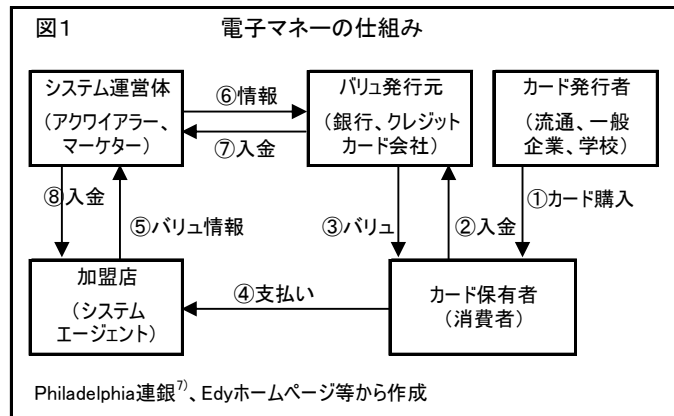 図1 電子マネーの仕組み
システム運営体
（アクワイアラー、
マーケター）
⑥情報
⑦入金
バリュ発行元
（銀行、クレジット
カード会社）
カード発行者
（流通、一般
企業、学校）
⑧入金
⑤バリュ情報
③バリュ
②入金
①カード購入
加盟店
（システム
エージェント）
④支払い
カード保有者
（消費者）
Philadelphia連銀7)、Edyホームページ等から作成